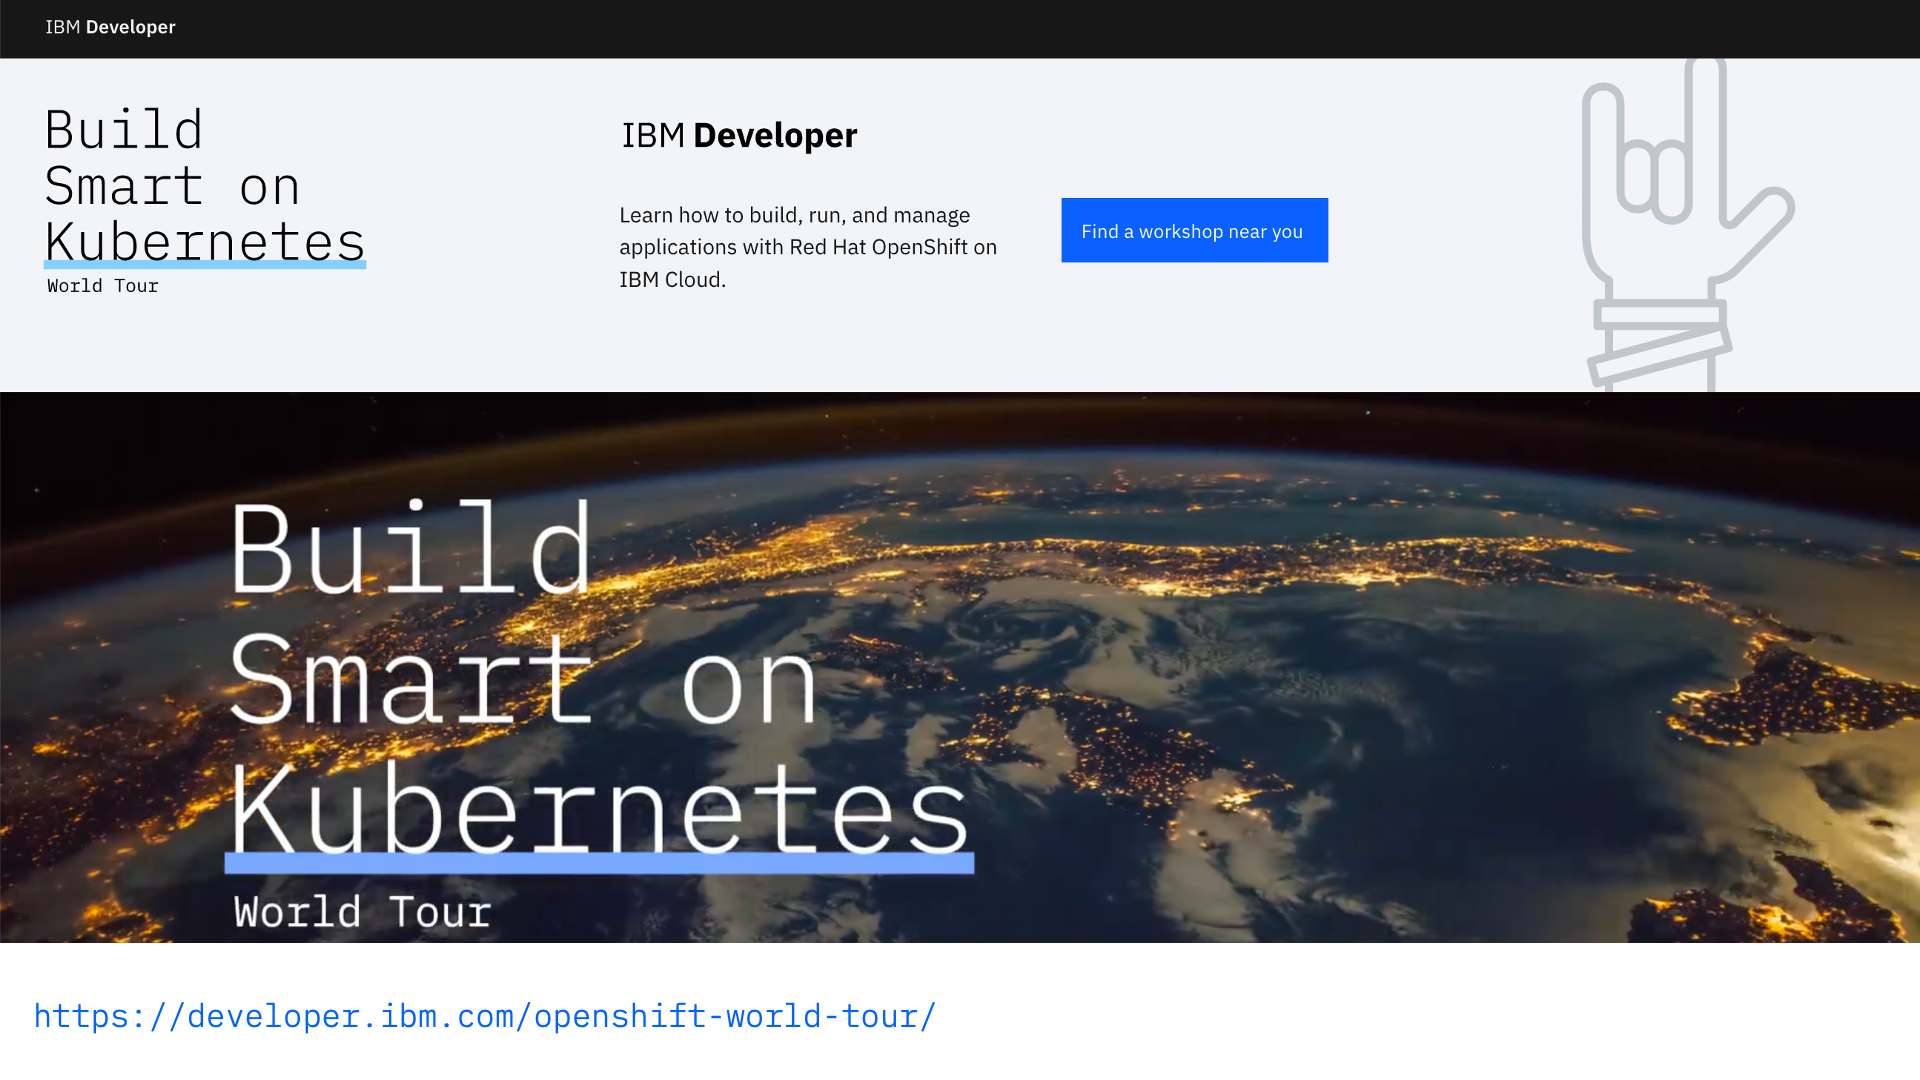 IBM Developer
Build
Smart on
Kubernetes
World Tour
IBM Developer
Learn how to build, run, and manage
applications with Red Hat OpenShift on
IBM Cloud.
Find a workshop near you
Build
Smart on
Kubernetes
World Tour
https://developer.ibm.com/openshift-world-tour/